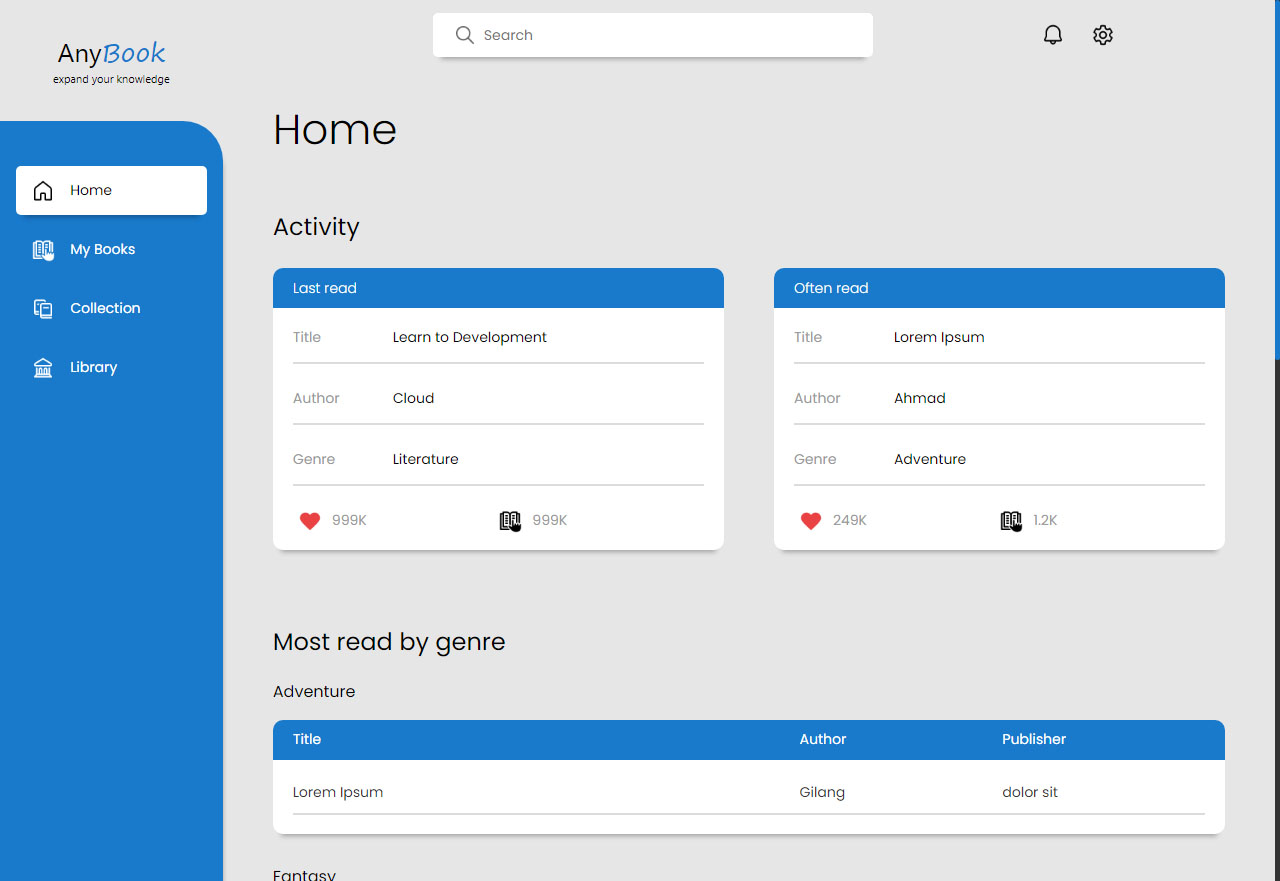 AnyBook
expand your knowledge
Search
Home
My Books
Collection
Library
Home
Activity
Last read
Title Learn to Development
Author Cloud
Genre Literature
999K 999K
Often read
Title Lorem Ipsum
Author Ahmad
Genre Adventure
249K 1.2K
Most read by genre
Adventure
Title Author Publisher
Lorem Ipsum Gilang dolor sit
Fantasy